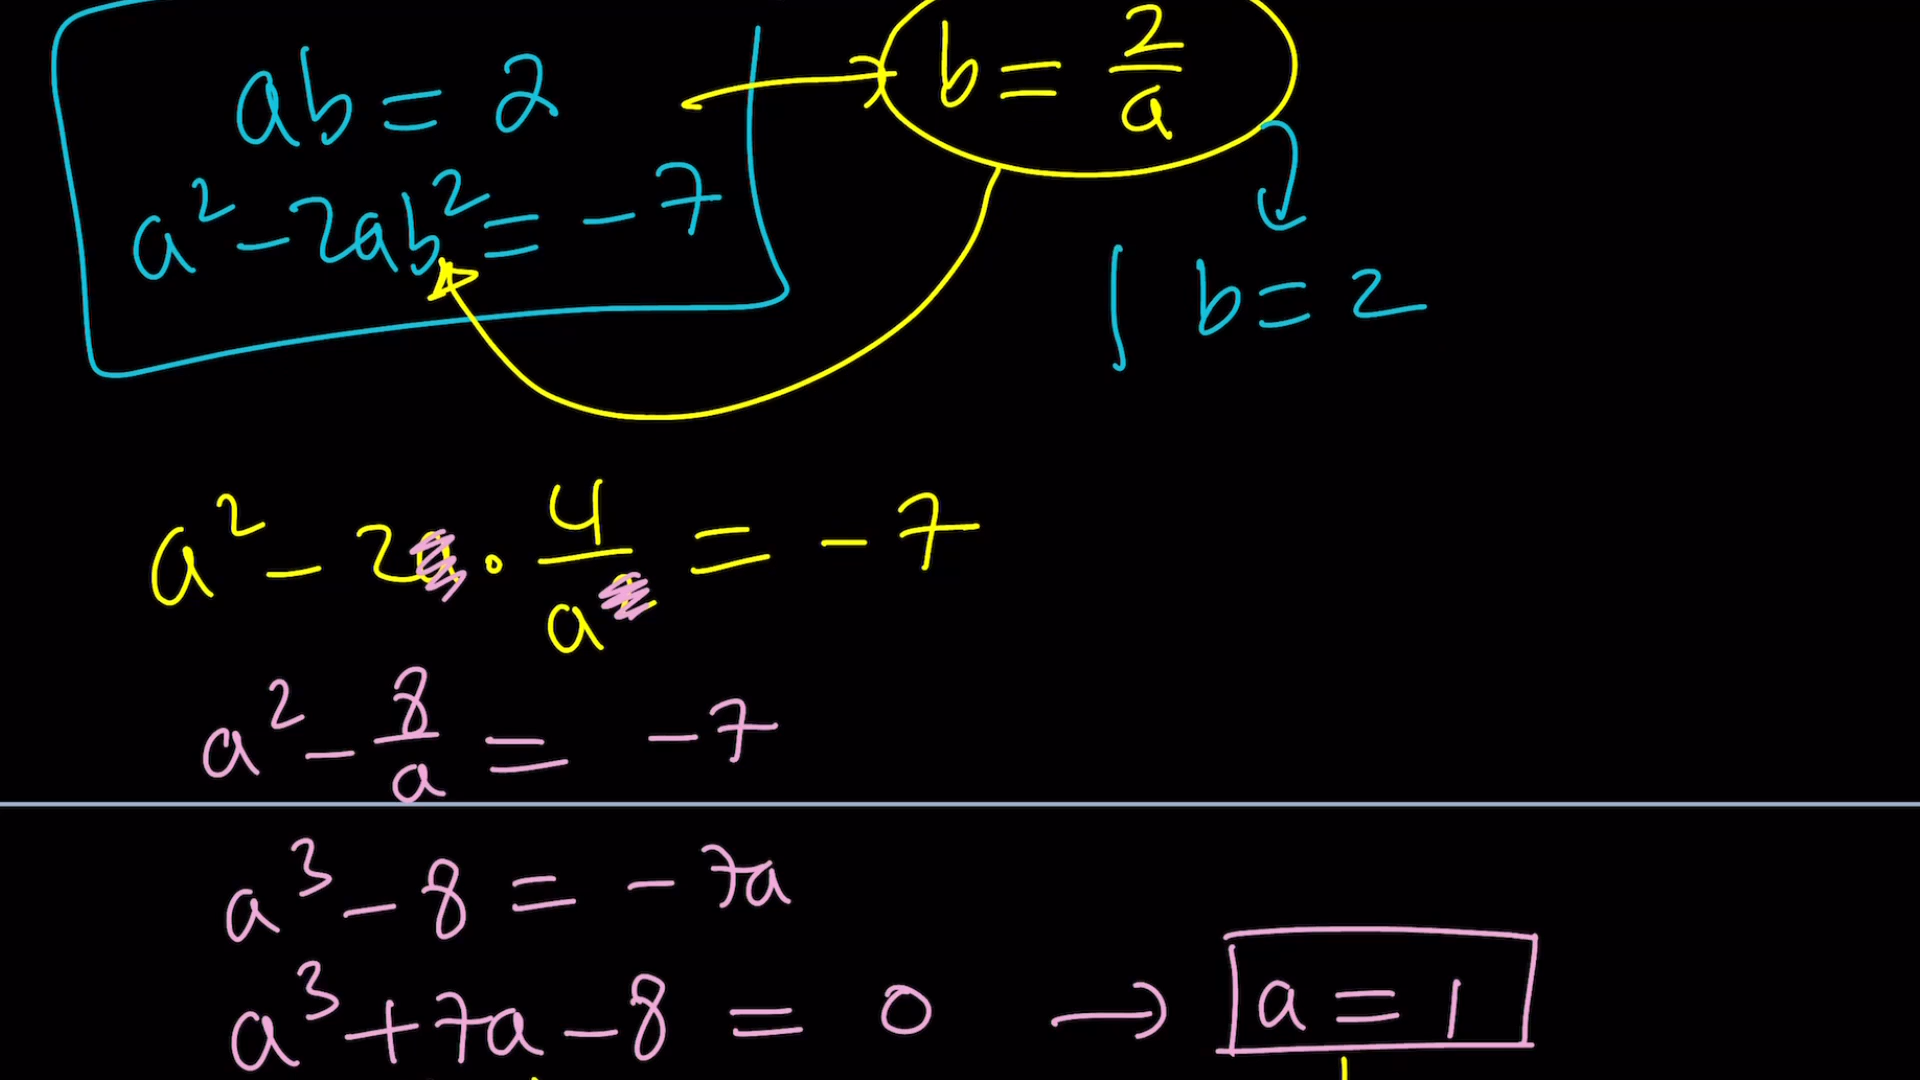 ab = 2
b = 2/a
a² - 2ab² = -7
b = 2
a² - 2a · 4/a² = -7
a² - 8/a = -7
a³ - 8 = -7a
a³ + 7a - 8 = 0 → a = 1